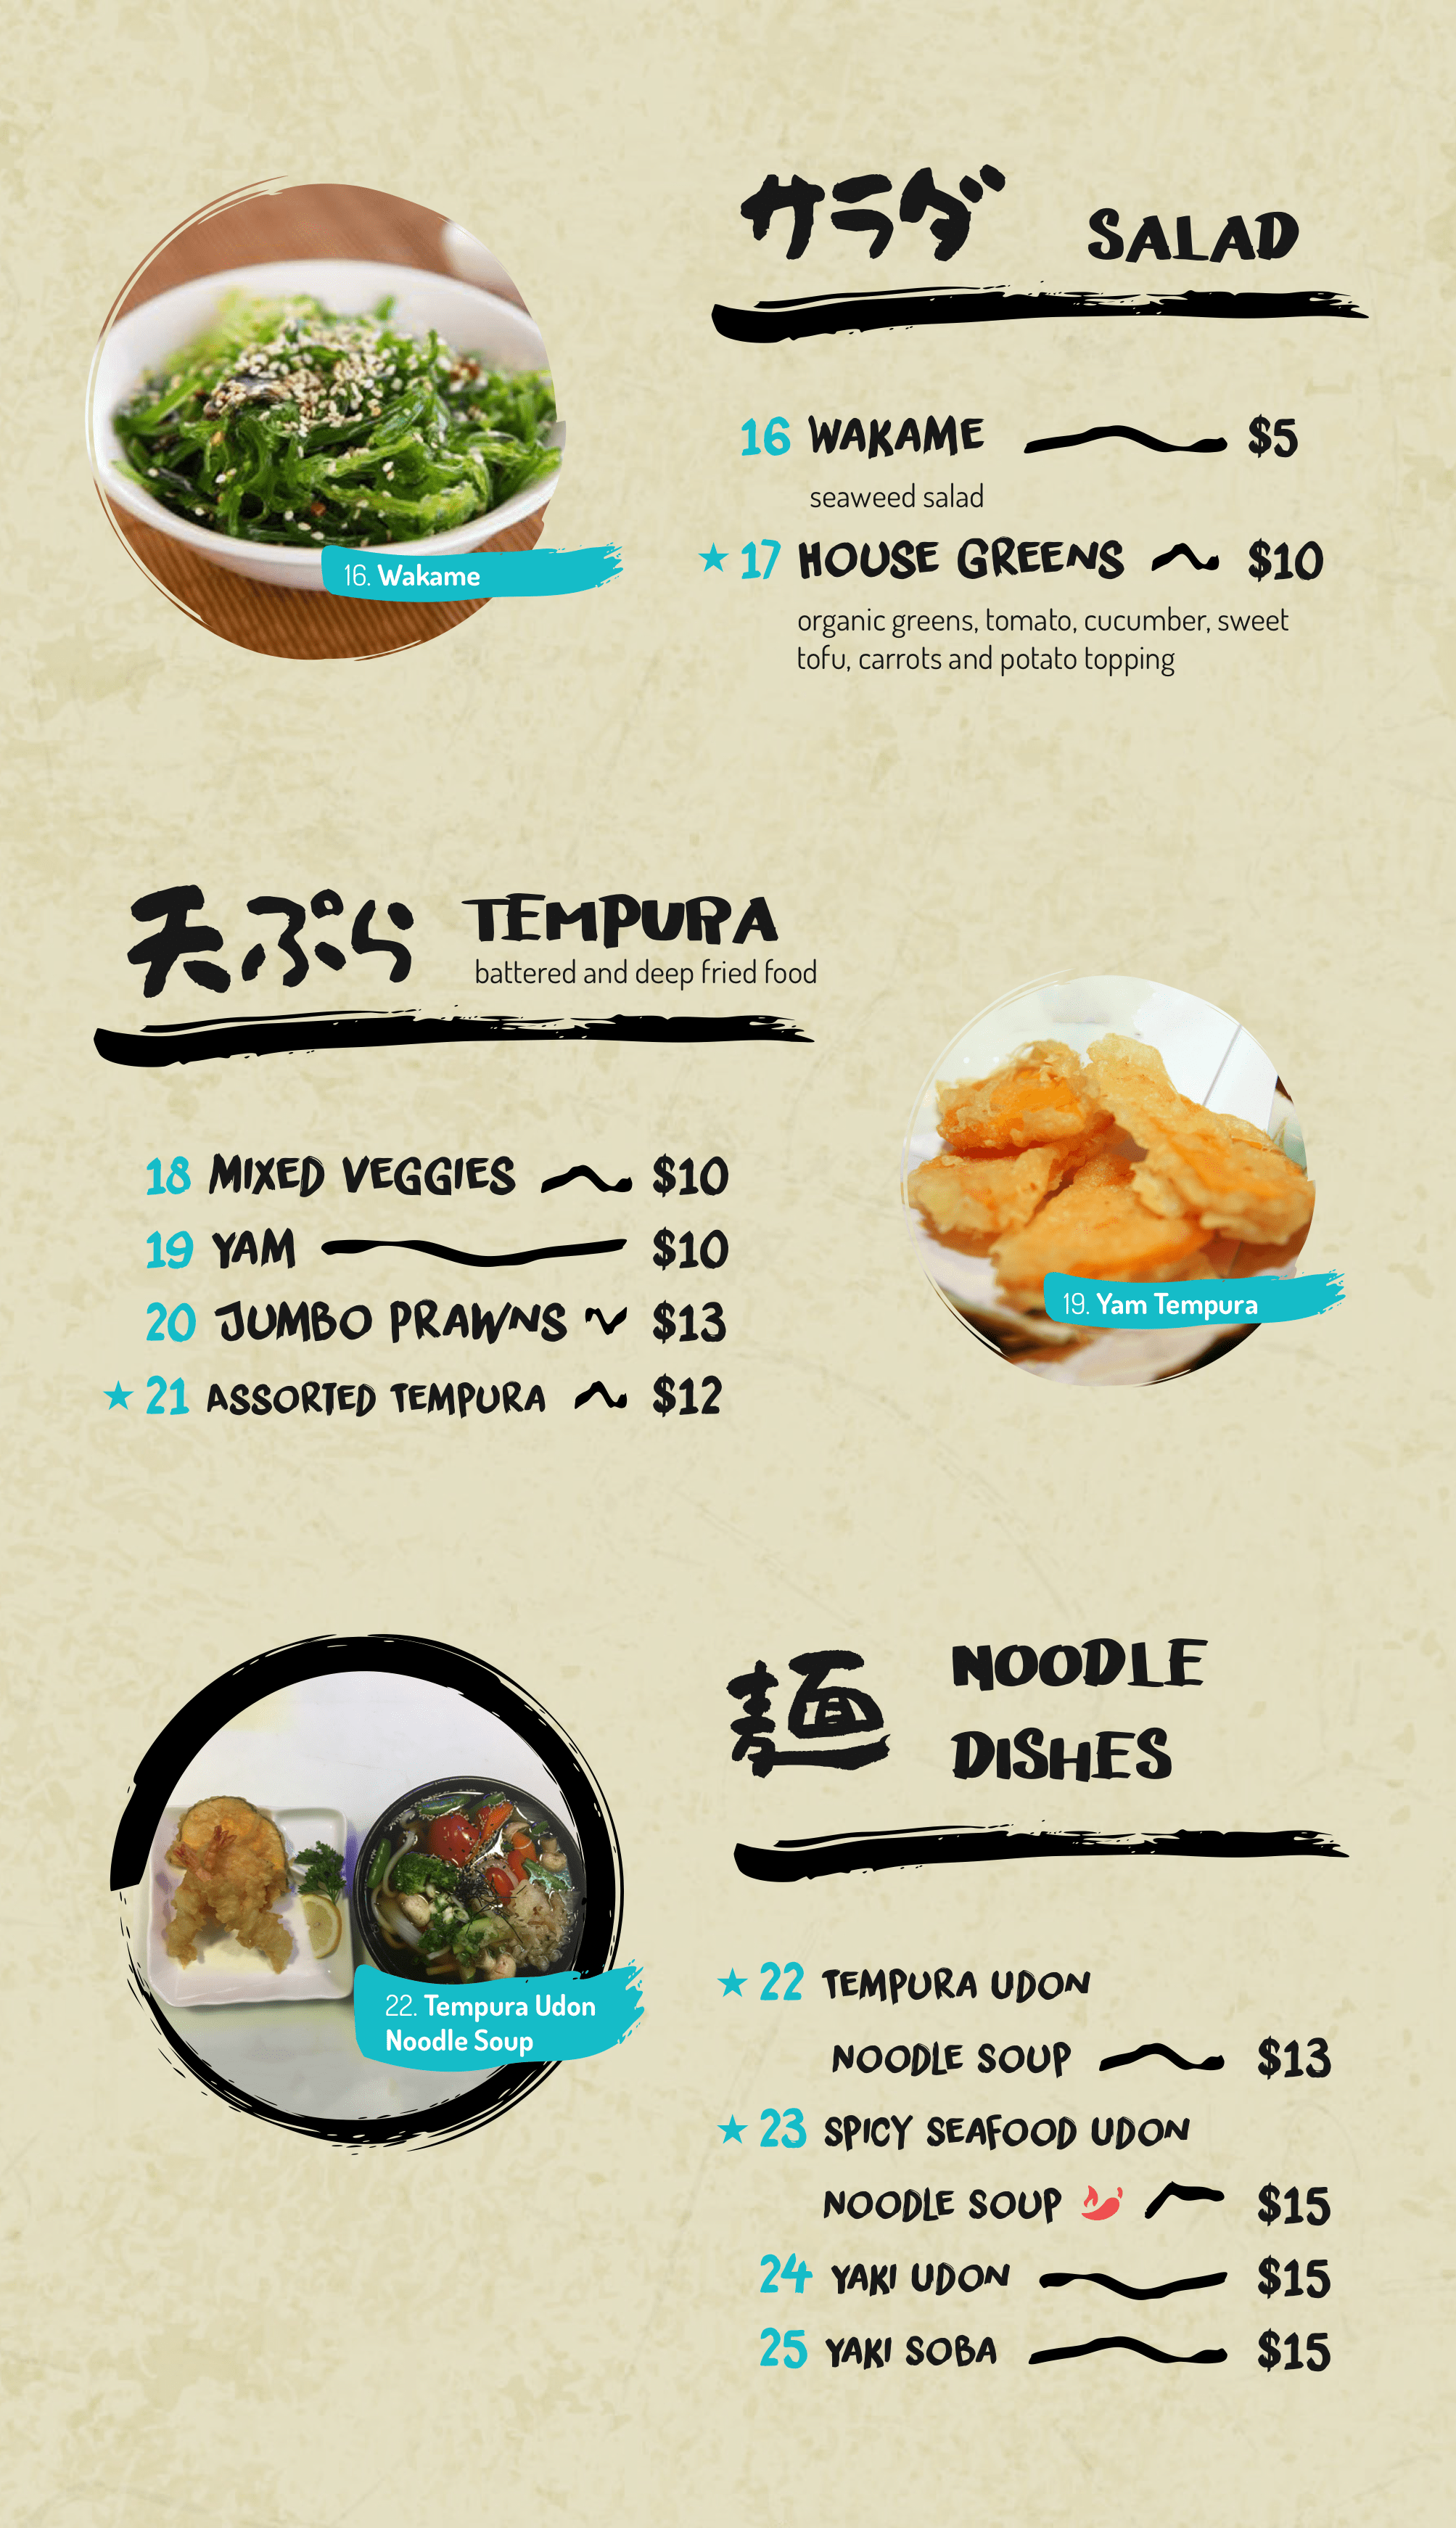 サラダ SALAD
16 WAKAME $5
seaweed salad
★ 17 HOUSE GREENS $10
organic greens, tomato, cucumber, sweet
tofu, carrots and potato topping
16. Wakame
天ぷら TEMPURA
battered and deep fried food
18 MIXED VEGGIES $10
19 YAM $10
20 JUMBO PRAWNS $13
★ 21 ASSORTED TEMPURA $12
19. Yam Tempura
麺 NOODLE
DISHES
★ 22 TEMPURA UDON
NOODLE SOUP $13
★ 23 SPICY SEAFOOD UDON
NOODLE SOUP $15
24 YAKI UDON $15
25 YAKI SOBA $15
22. Tempura Udon
Noodle Soup